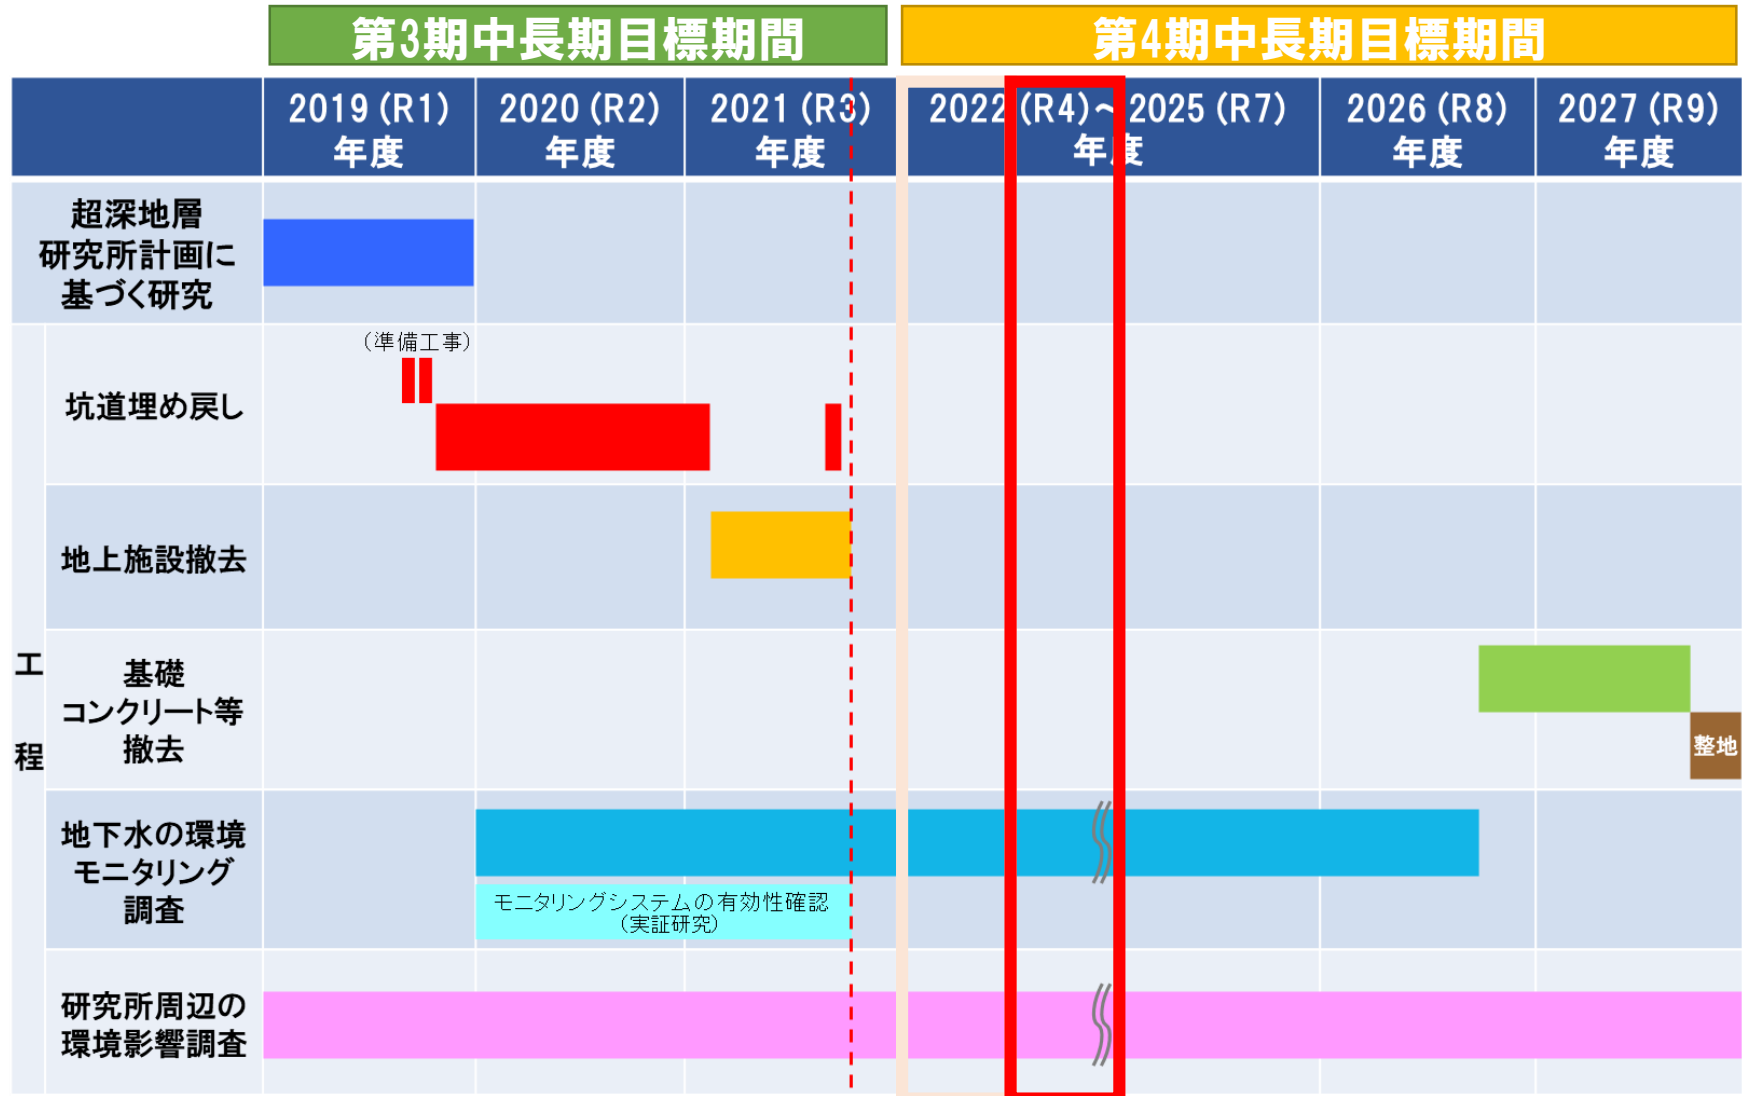 第3期中長期目標期間
第4期中長期目標期間
2019(R1)
年度
2020(R2)
年度
2021(R3)
年度
2022(R4)~2025(R7)
年度
2026(R8)
年度
2027(R9)
年度
超深地層
研究所計画に
基づく研究
工
程
(準備工事)
坑道埋め戻し
地上施設撤去
基礎
コンクリート等
撤去
整地
地下水の環境
モニタリング
調査
モニタリングシステムの有効性確認
(実証研究)
研究所周辺の
環境影響調査